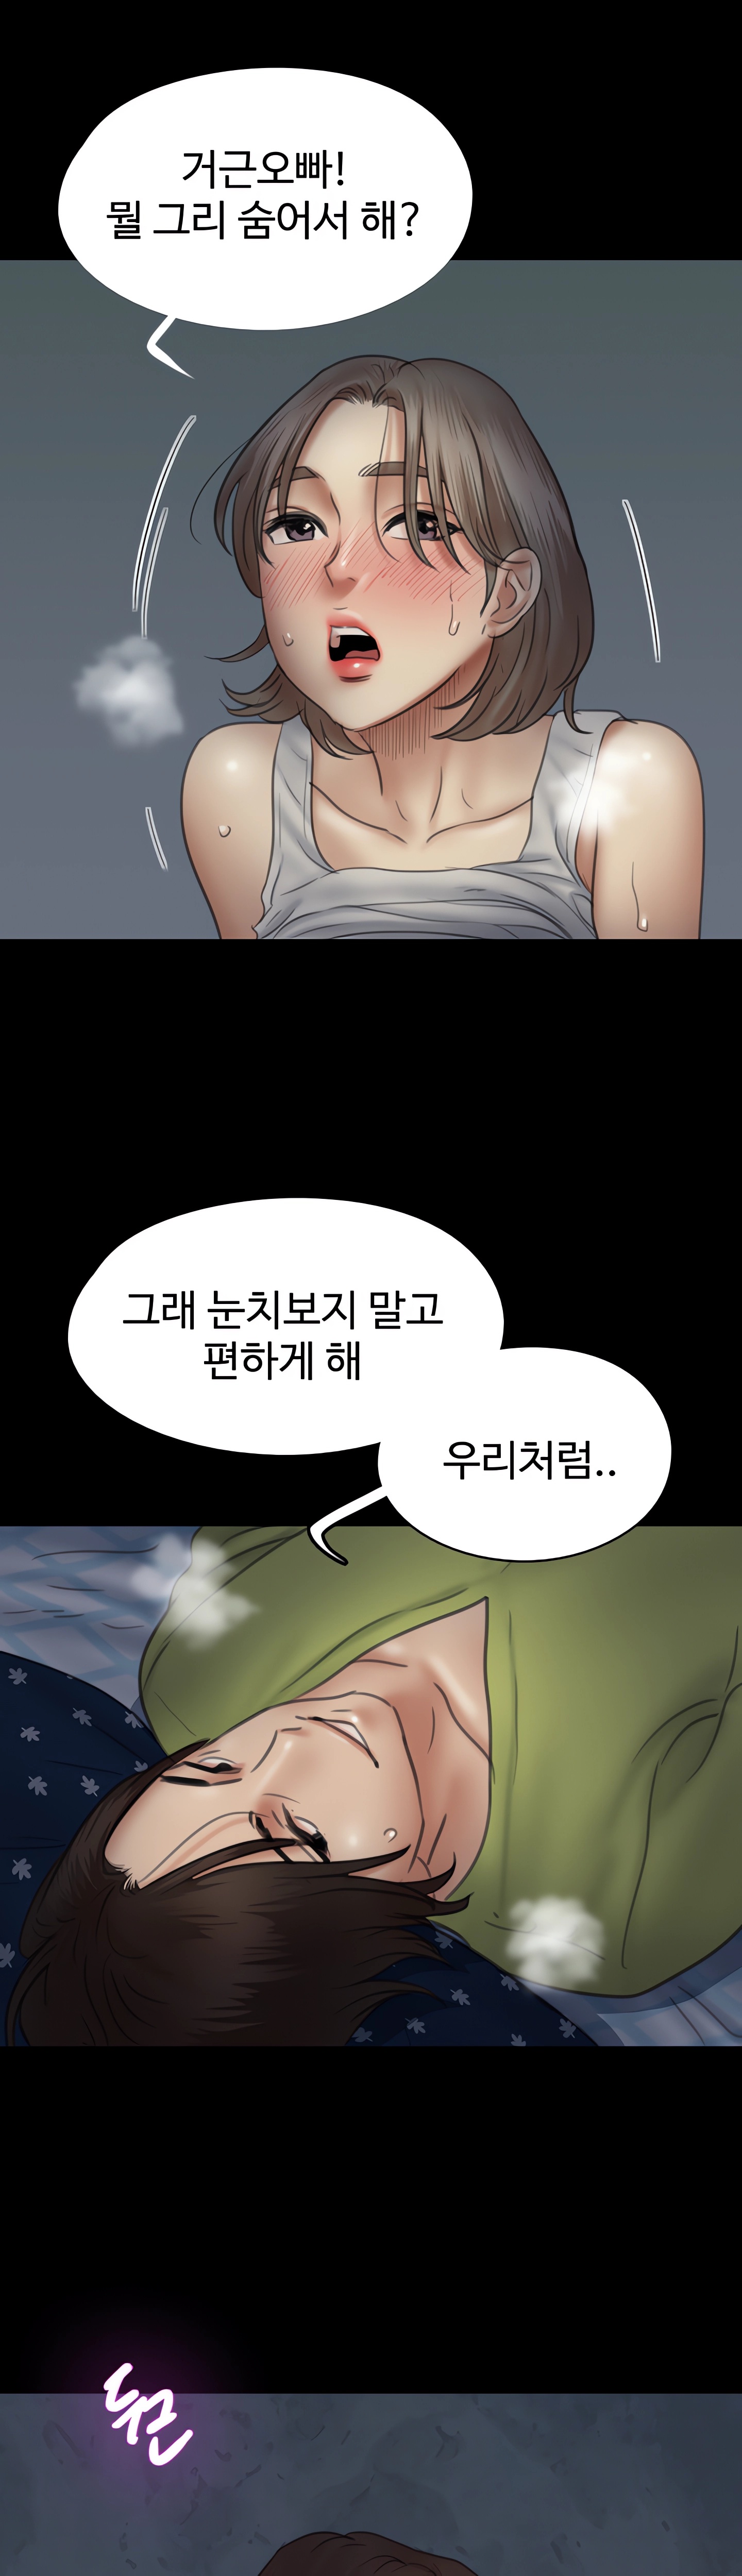 거근오빠!
뭘 그리 숨어서 해?
그래 눈치보지 말고
편하게 해
우리처럼..
둰